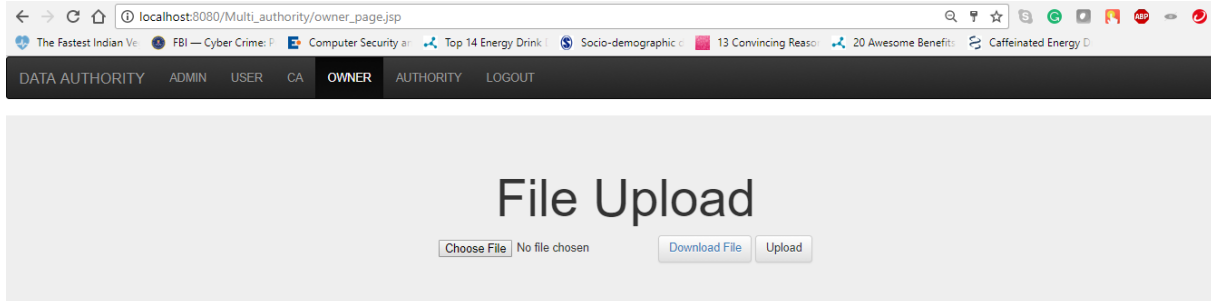 localhost:8080/Multi_authority/owner_page.jsp
The Fastest Indian Ve FBI — Cyber Crime: P Computer Security an Top 14 Energy Drink Socio-demographic c 13 Convincing Reason 20 Awesome Benefits Caffeinated Energy D
DATA AUTHORITY ADMIN USER CA OWNER AUTHORITY LOGOUT
File Upload
Choose File No file chosen Download File Upload